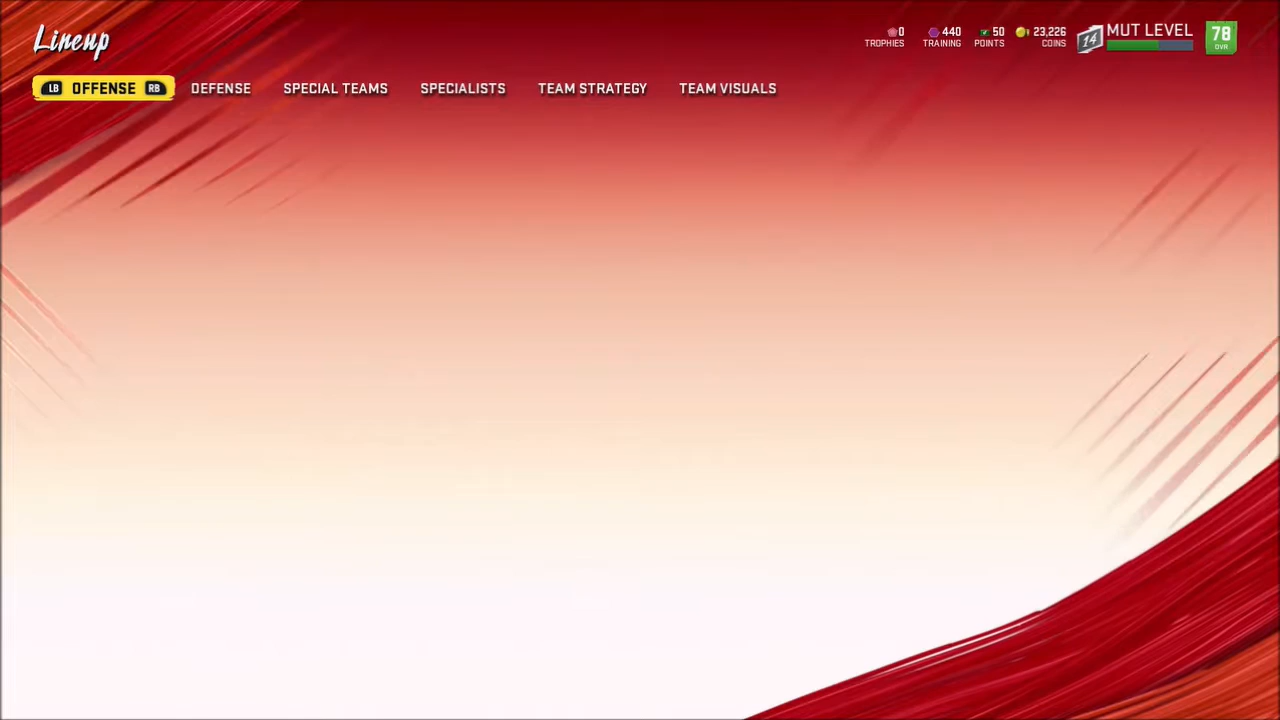 Lineup
0 TROPHIES
440 TRAINING
50 POINTS
23,226 COINS
14 MUT LEVEL
78 OVR
LB OFFENSE RB DEFENSE SPECIAL TEAMS SPECIALISTS TEAM STRATEGY TEAM VISUALS